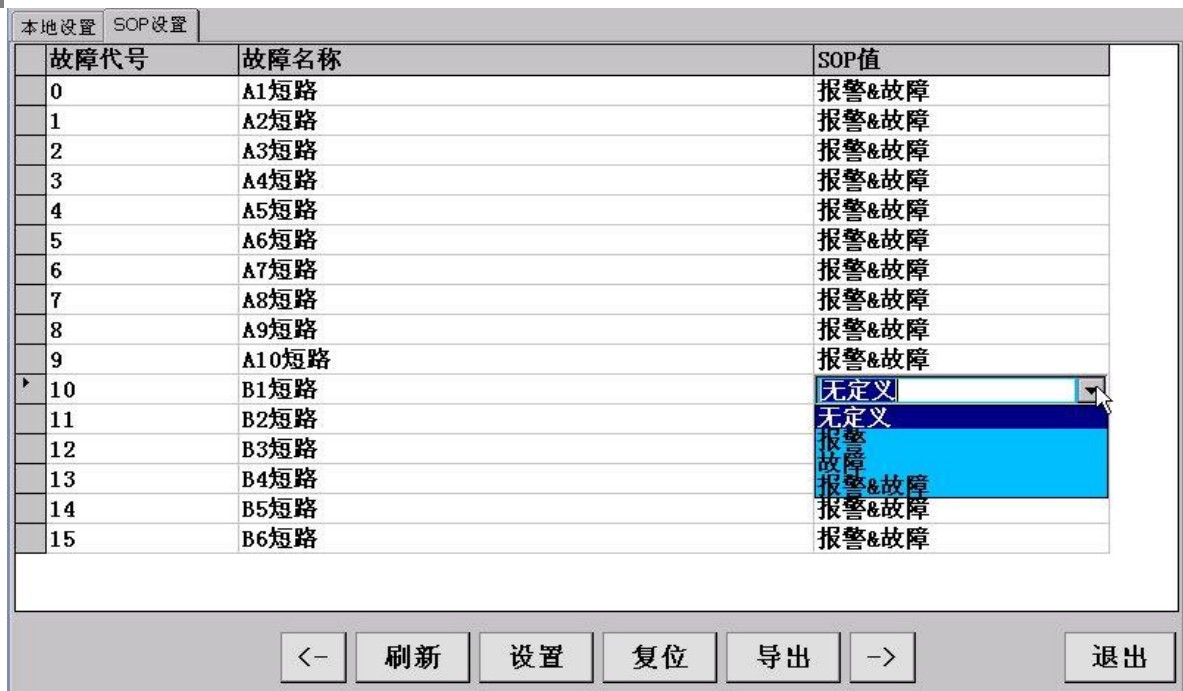 本地设置 SOP设置
故障代号 故障名称 SOP值
0 A1短路 报警&故障
1 A2短路 报警&故障
2 A3短路 报警&故障
3 A4短路 报警&故障
4 A5短路 报警&故障
5 A6短路 报警&故障
6 A7短路 报警&故障
7 A8短路 报警&故障
8 A9短路 报警&故障
9 A10短路 报警&故障
10 B1短路 无定义
11 B2短路 无定义
12 B3短路 报警
故障
13 B4短路 报警&故障
14 B5短路 报警&故障
15 B6短路 报警&故障
<- 刷新 设置 复位 导出 -> 退出